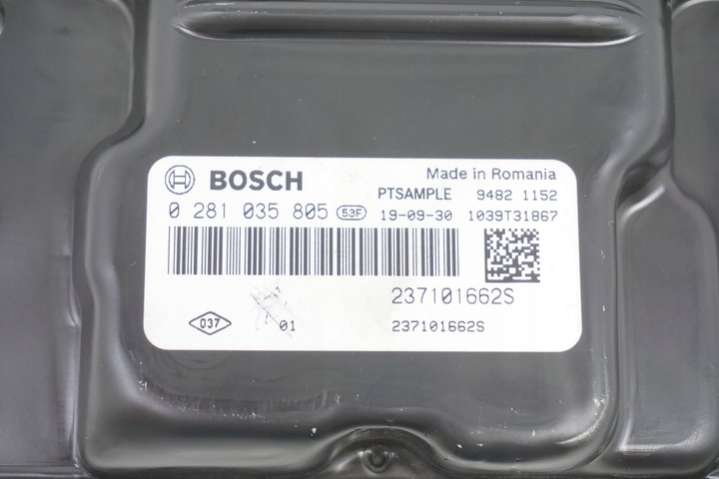 BOSCH
Made in Romania
PTSAMPLE 9482 1152
0 281 035 805 53F 19-09-30 1039T31867
237101662S
037 01 237101662S